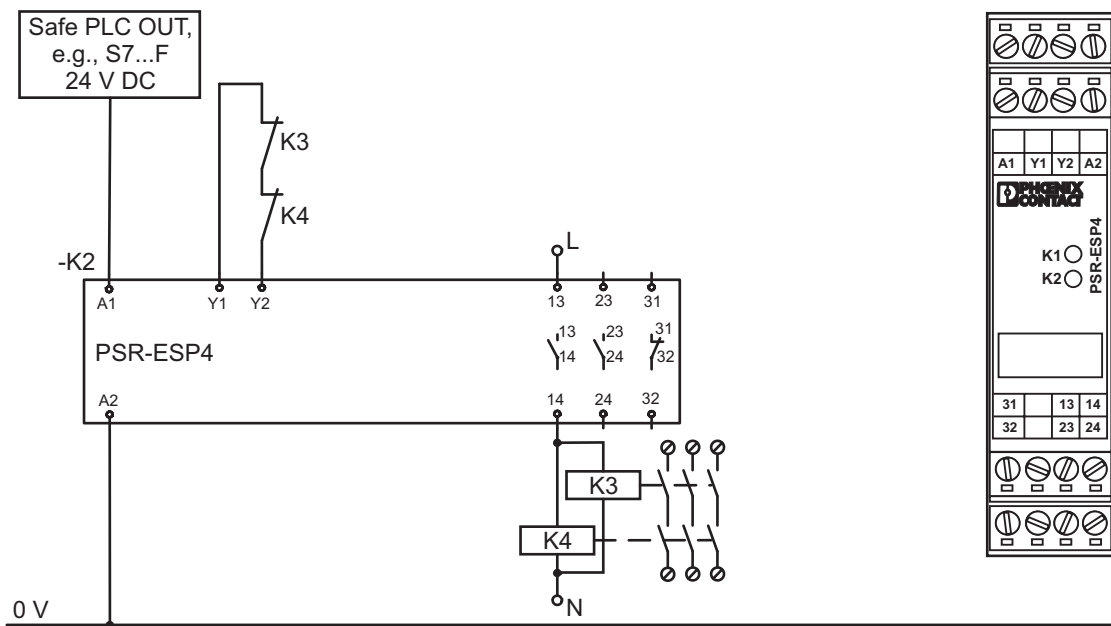 Safe PLC OUT,
e.g., S7...F
24 V DC
K3
K4
-K2
L
A1
Y1
Y2
13
23
31
PSR-ESP4
13
14
23
24
31
32
A2
14
24
32
K3
K4
N
0 V
A1 Y1 Y2 A2
PHŒNIX
CONTACT
K1
K2
PSR-ESP4
31 13 14
32 23 24